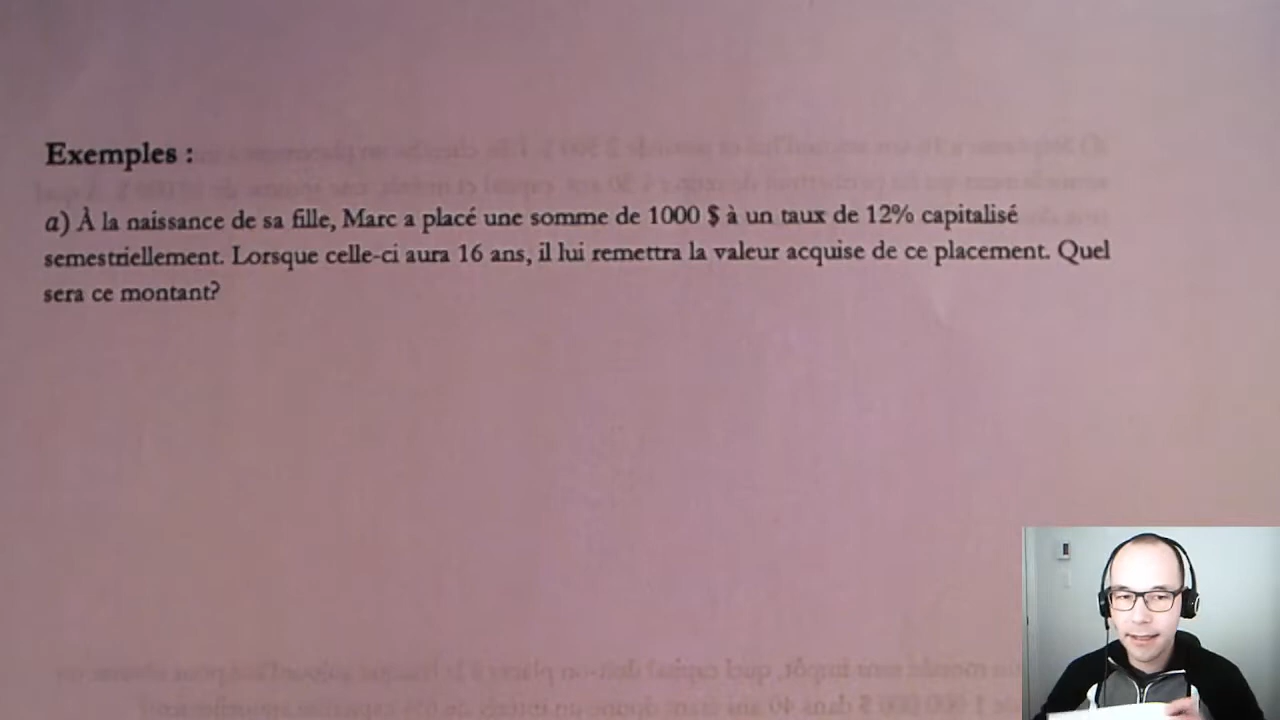 Exemples :
a) À la naissance de sa fille, Marc a placé une somme de 1000 $ à un taux de 12% capitalisé
semestriellement. Lorsque celle-ci aura 16 ans, il lui remettra la valeur acquise de ce placement. Quel
sera ce montant?